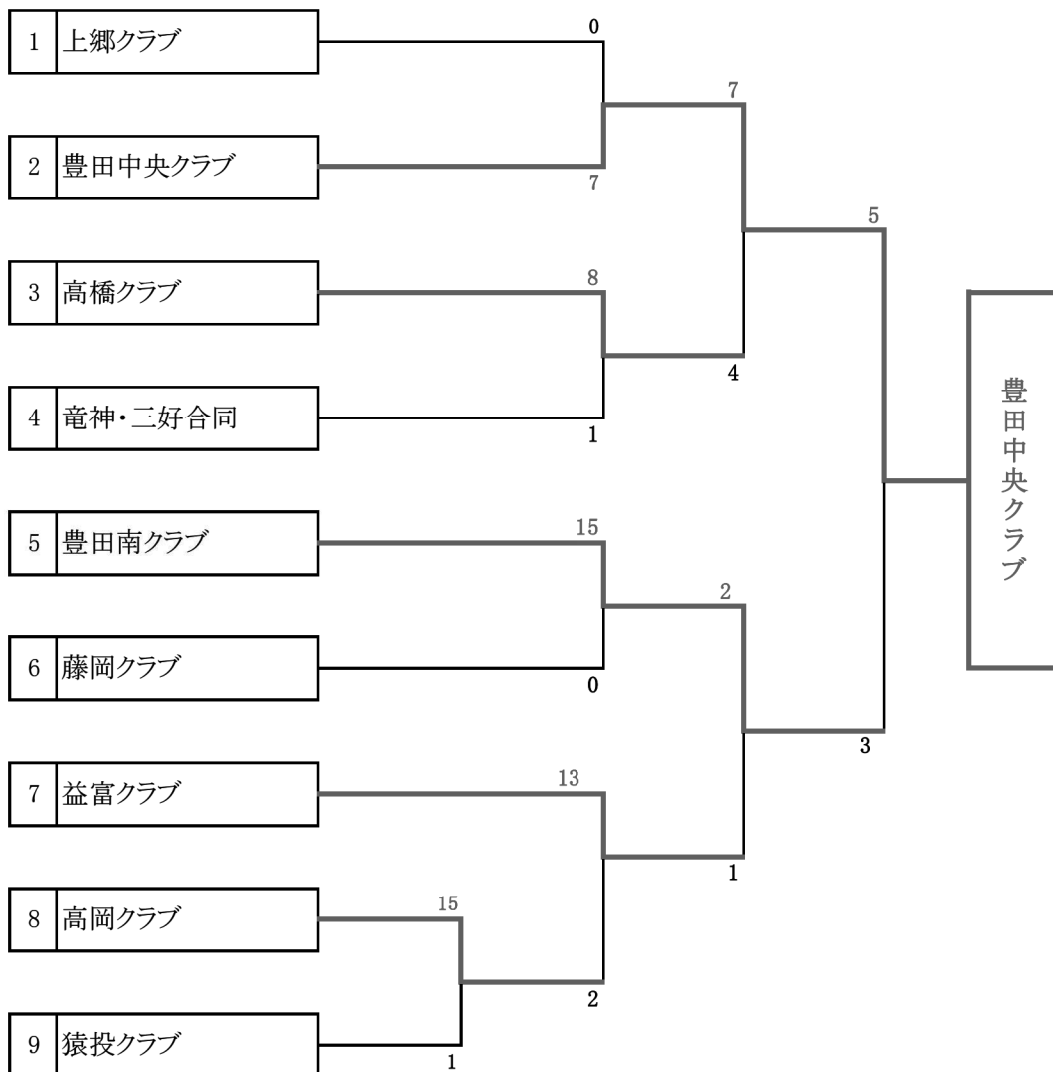 0
1 上郷クラブ
7
2 豊田中央クラブ
7
5
8
3 高橋クラブ
4
豊田中央クラブ
4 竜神・三好合同
1
15
5 豊田南クラブ
2
6 藤岡クラブ
0
3
13
7 益富クラブ
1
15
8 高岡クラブ
2
9 猿投クラブ
1